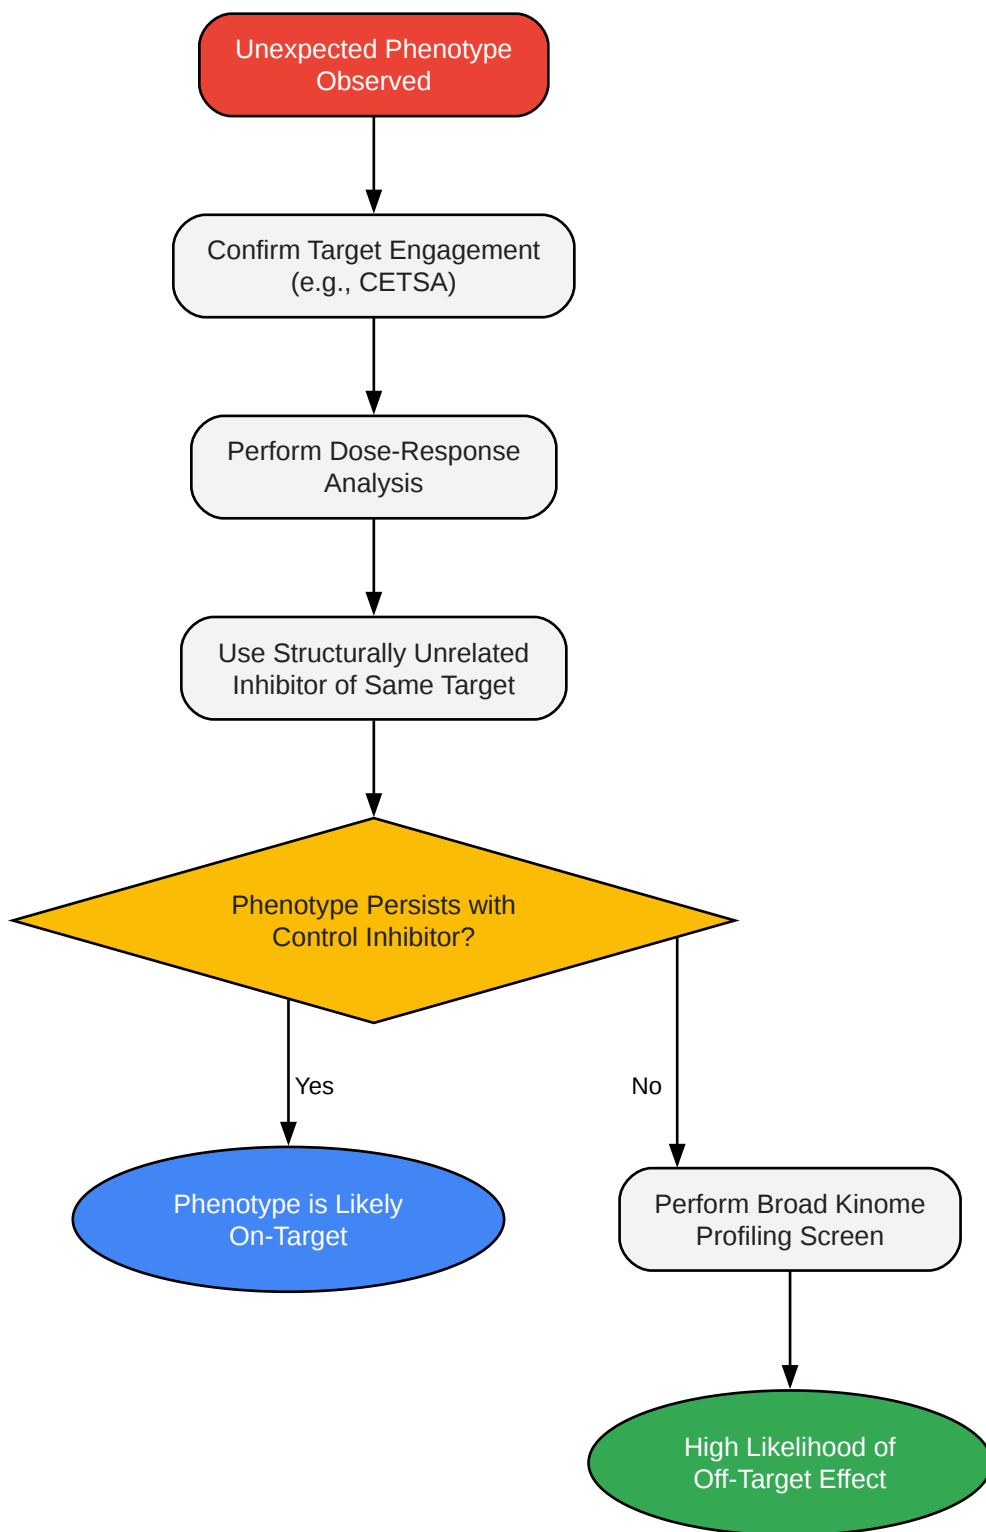 Unexpected Phenotype
Observed
Confirm Target Engagement
(e.g., CETSA)
Perform Dose-Response
Analysis
Use Structurally Unrelated
Inhibitor of Same Target
Phenotype Persists with
Control Inhibitor?
Yes
No
Phenotype is Likely
On-Target
Perform Broad Kinome
Profiling Screen
High Likelihood of
Off-Target Effect